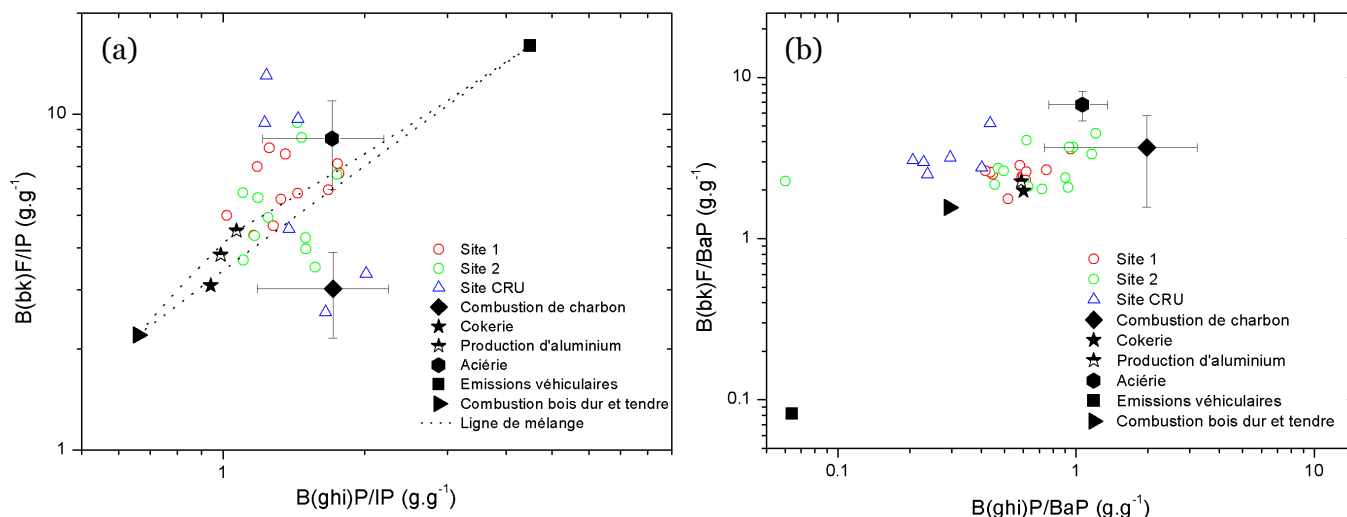 (a)
B(bk)F/IP (g.g⁻¹)
10
1
1
B(ghi)P/IP (g.g⁻¹)
Site 1
Site 2
Site CRU
Combustion de charbon
Cokerie
Production d'aluminium
Aciérie
Emissions véhiculaires
Combustion bois dur et tendre
Ligne de mélange
(b)
B(bk)F/BaP (g.g⁻¹)
10
1
0.1
0.1
1
10
B(ghi)P/BaP (g.g⁻¹)
Site 1
Site 2
Site CRU
Combustion de charbon
Cokerie
Production d'aluminium
Aciérie
Emissions véhiculaires
Combustion bois dur et tendre